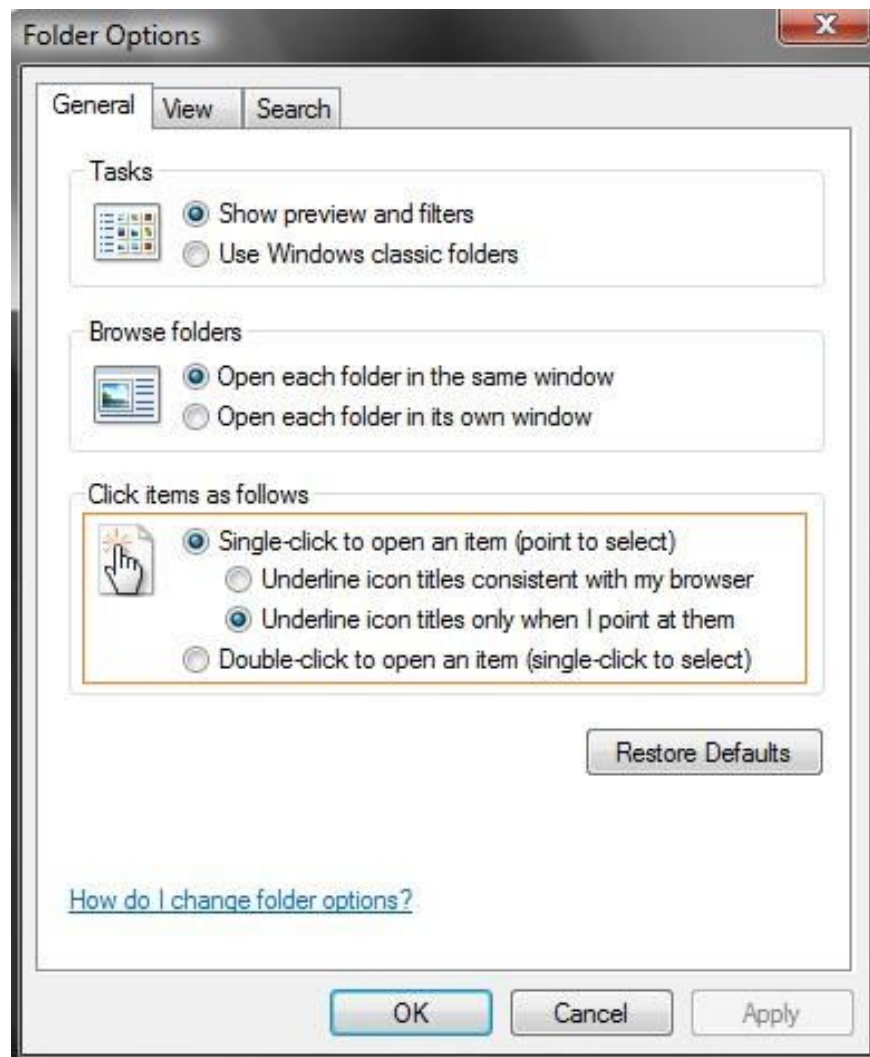 Folder Options
General View Search
Tasks
Show preview and filters
Use Windows classic folders
Browse folders
Open each folder in the same window
Open each folder in its own window
Click items as follows
Single-click to open an item (point to select)
Underline icon titles consistent with my browser
Underline icon titles only when I point at them
Double-click to open an item (single-click to select)
Restore Defaults
How do I change folder options?
OK Cancel Apply